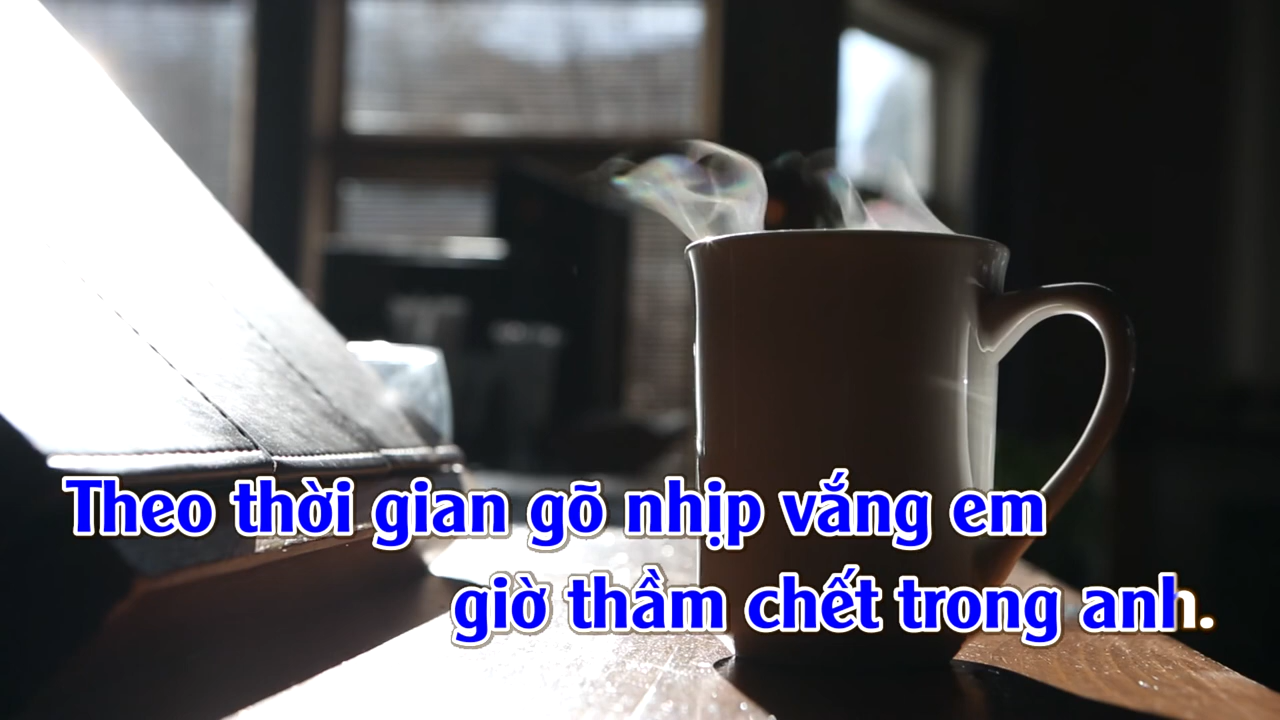 Theo thời gian gõ nhịp vắng em
giờ thầm chết trong anh.